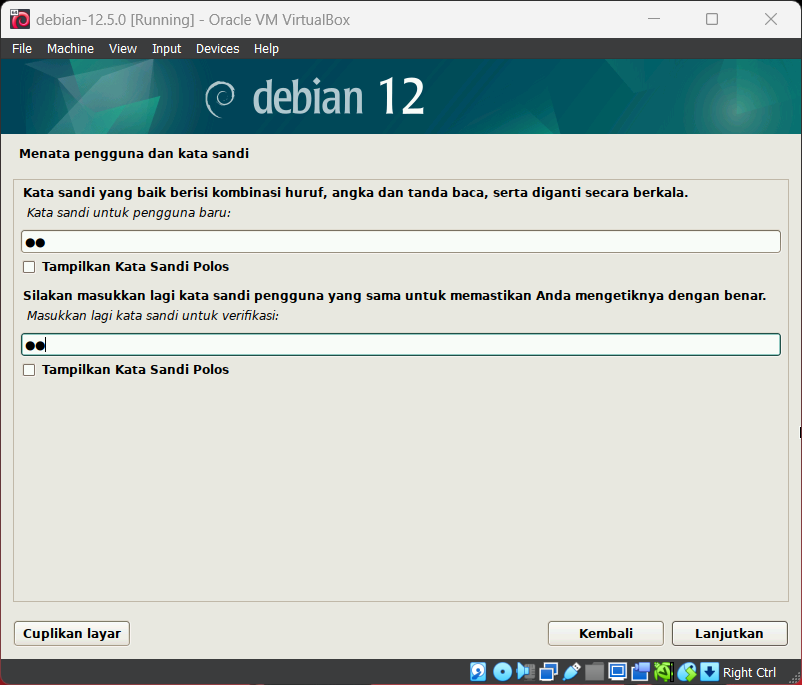 debian-12.5.0 [Running] - Oracle VM VirtualBox
File Machine View Input Devices Help
debian 12
Menata pengguna dan kata sandi
Kata sandi yang baik berisi kombinasi huruf, angka dan tanda baca, serta diganti secara berkala.
Kata sandi untuk pengguna baru:
●●
Tampilkan Kata Sandi Polos
Silakan masukkan lagi kata sandi pengguna yang sama untuk memastikan Anda mengetiknya dengan benar.
Masukkan lagi kata sandi untuk verifikasi:
●●
Tampilkan Kata Sandi Polos
Cuplikan layar Kembali Lanjutkan
Right Ctrl